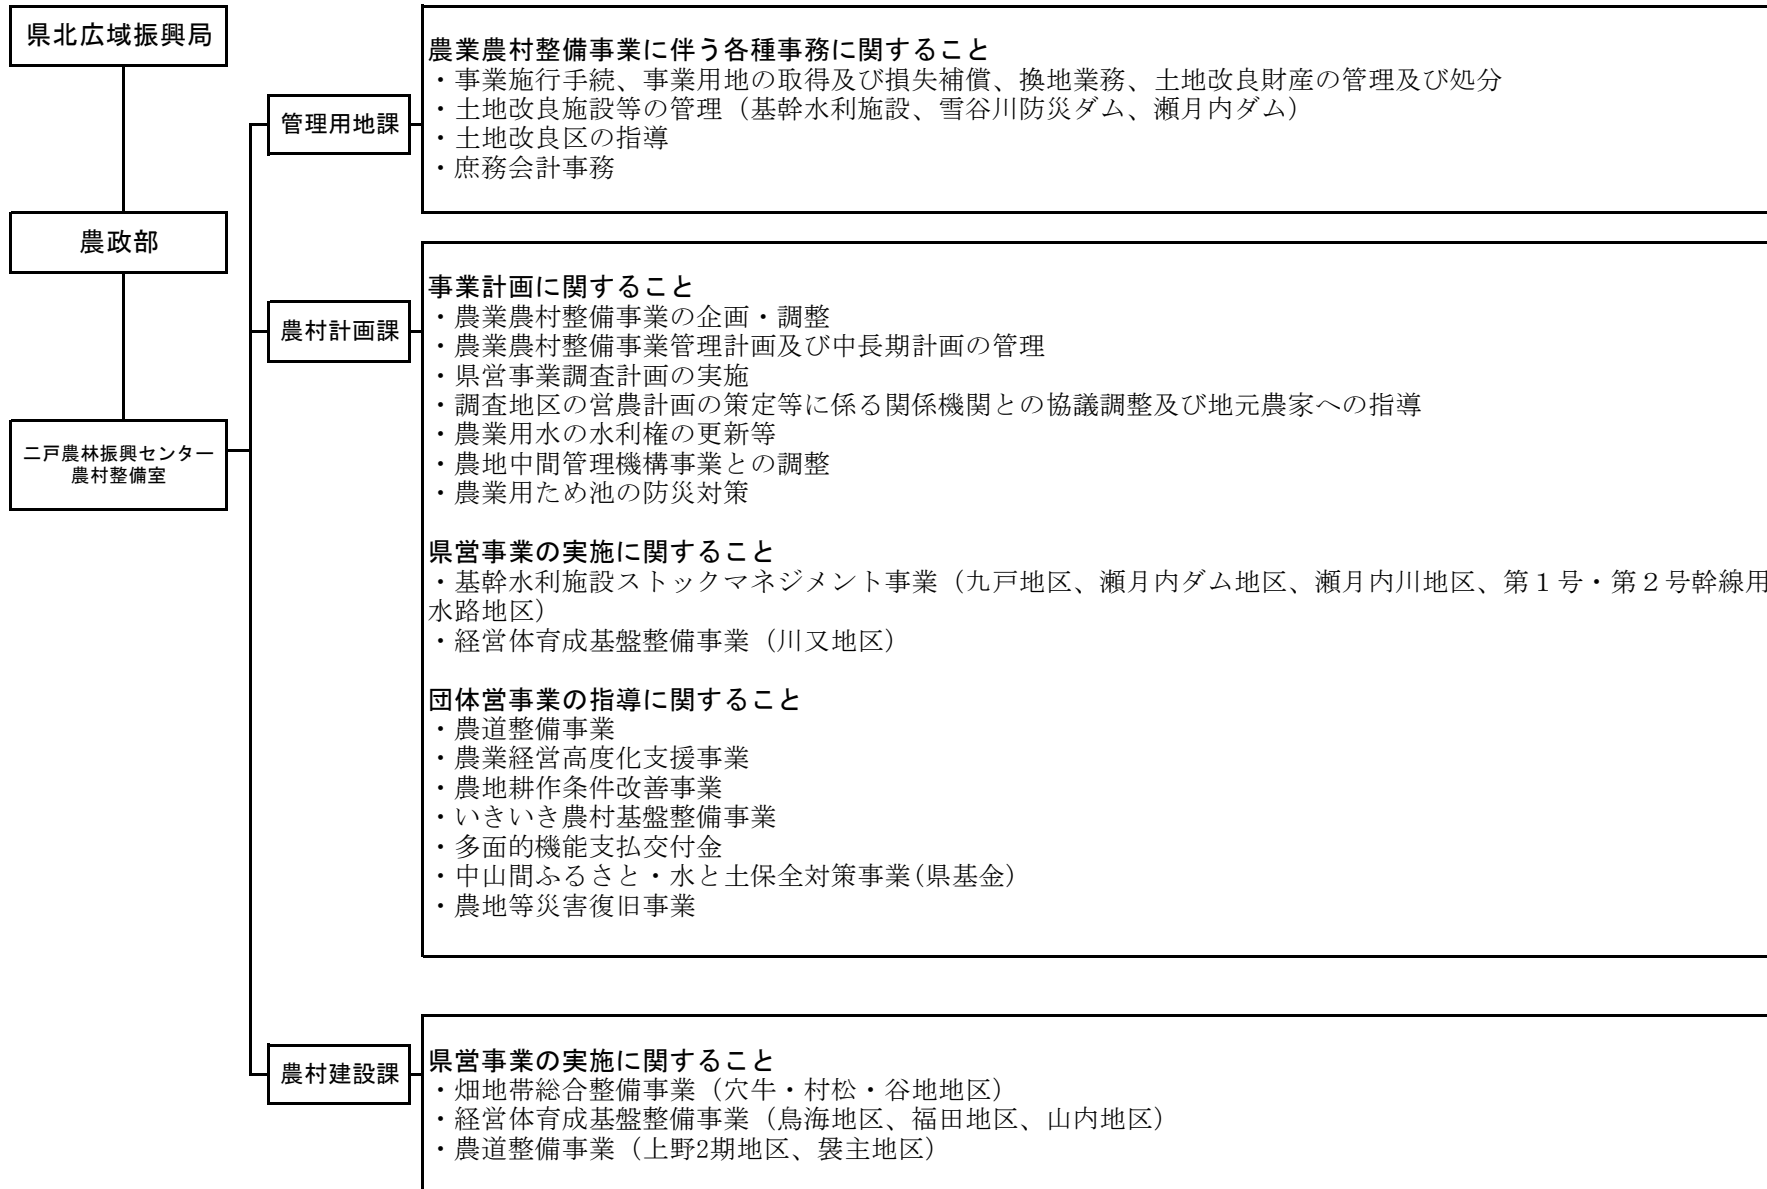 県北広域振興局
農政部
二戸農林振興センター
農村整備室
管理用地課
農業農村整備事業に伴う各種事務に関すること
・事業施行手続、事業用地の取得及び損失補償、換地業務、土地改良財産の管理及び処分
・土地改良施設等の管理（基幹水利施設、雪谷川防災ダム、瀬月内ダム）
・土地改良区の指導
・庶務会計事務
農村計画課
事業計画に関すること
・農業農村整備事業の企画・調整
・農業農村整備事業管理計画及び中長期計画の管理
・県営事業調査計画の実施
・調査地区の営農計画の策定等に係る関係機関との協議調整及び地元農家への指導
・農業用水の水利権の更新等
・農地中間管理機構事業との調整
・農業用ため池の防災対策
県営事業の実施に関すること
・基幹水利施設ストックマネジメント事業（九戸地区、瀬月内ダム地区、瀬月内川地区、第１号・第２号幹線用
水路地区）
・経営体育成基盤整備事業（川又地区）
団体営事業の指導に関すること
・農道整備事業
・農業経営高度化支援事業
・農地耕作条件改善事業
・いきいき農村基盤整備事業
・多面的機能支払交付金
・中山間ふるさと・水と土保全対策事業(県基金)
・農地等災害復旧事業
農村建設課
県営事業の実施に関すること
・畑地帯総合整備事業（穴牛・村松・谷地地区）
・経営体育成基盤整備事業（鳥海地区、福田地区、山内地区）
・農道整備事業（上野2期地区、袰主地区）